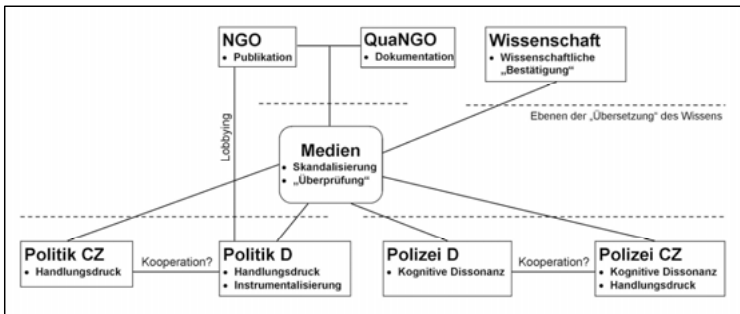 NGO
• Publikation
QuaNGO
• Dokumentation
Wissenschaft
• Wissenschaftliche
„Bestätigung“
Lobbying
Ebenen der „Übersetzung“ des Wissens
Medien
• Skandalisierung
• „Überprüfung“
Politik CZ
• Handlungsdruck
Kooperation?
Politik D
• Handlungsdruck
• Instrumentalisierung
Polizei D
• Kognitive Dissonanz
Kooperation?
Polizei CZ
• Kognitive Dissonanz
• Handlungsdruck